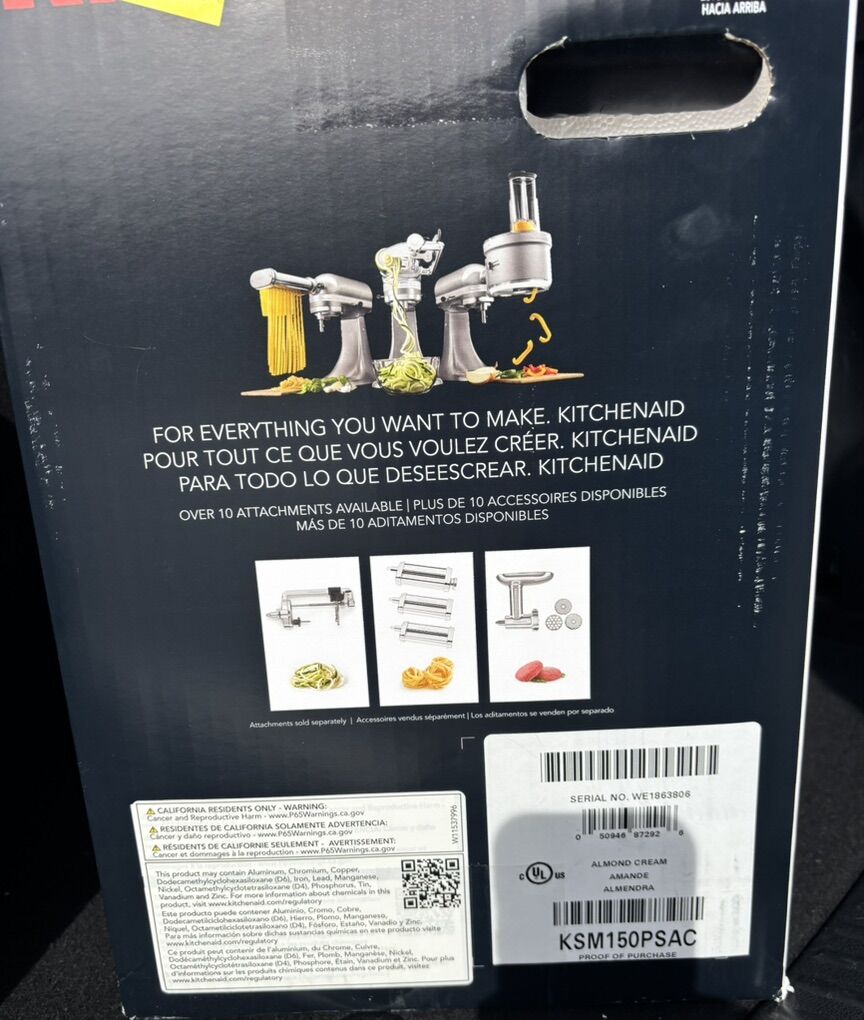 HACIA ARRIBA
FOR EVERYTHING YOU WANT TO MAKE. KITCHENAID
POUR TOUT CE QUE VOUS VOULEZ CRÉER. KITCHENAID
PARA TODO LO QUE DESEESCREAR. KITCHENAID
OVER 10 ATTACHMENTS AVAILABLE | PLUS DE 10 ACCESSOIRES DISPONIBLES
MÁS DE 10 ADITAMENTOS DISPONIBLES
Attachments sold separately | Accessoires vendus séparément | Los aditamentos se venden por separado
CALIFORNIA RESIDENTS ONLY - WARNING:
Cancer and Reproductive Harm - www.P65Warnings.ca.gov
RESIDENTES DE CALIFORNIA SOLAMENTE ADVERTENCIA:
Cáncer y daño reproductivo - www.P65Warnings.ca.gov
RESIDENTS DE CALIFORNIE SEULEMENT - AVERTISSEMENT:
Cancer et dommages à la reproduction - www.P65Warnings.ca.gov
W11537996
This product may contain Aluminum, Chromium, Copper,
Dodecamethylcyclohexasiloxane (D6), Iron, Lead, Manganese,
Nickel, Octamethylcyclotetrasiloxane (D4), Phosphorus, Tin,
Vanadium and Zinc. For more information about chemicals in this
product, visit www.kitchenaid.com/regulatory
Este producto puede contener Aluminio, Cromo, Cobre,
Dodecametilciclohexasiloxane (D6), Hierro, Plomo, Manganeso,
Niquel, Octametilciclotetrasiloxano (D4), Fósforo, Estaño, Vanadio y Zinc.
Para más información sobre dichas sustancias químicas en este producto visite
www.kitchenaid.com/regulatory
Ce produit peut contenir de l'aluminium, du Chrome, Cuivre,
Dodécaméthylcyclohexasiloxane (D6), Fer, Plomb, Manganèse, Nickel,
Octaméthylcyclotétrasiloxane (D4), Phosphore, Étain, Vanadium et Zinc. Pour plus
d'informations sur les produits chimiques contenus dans ce produit, visitez
www.kitchenaid.com/regulatory
SERIAL NO. WE1863806
0 50946 87292 6
C UL US
ALMOND CREAM
AMANDE
ALMENDRA
KSM150PSAC
PROOF OF PURCHASE